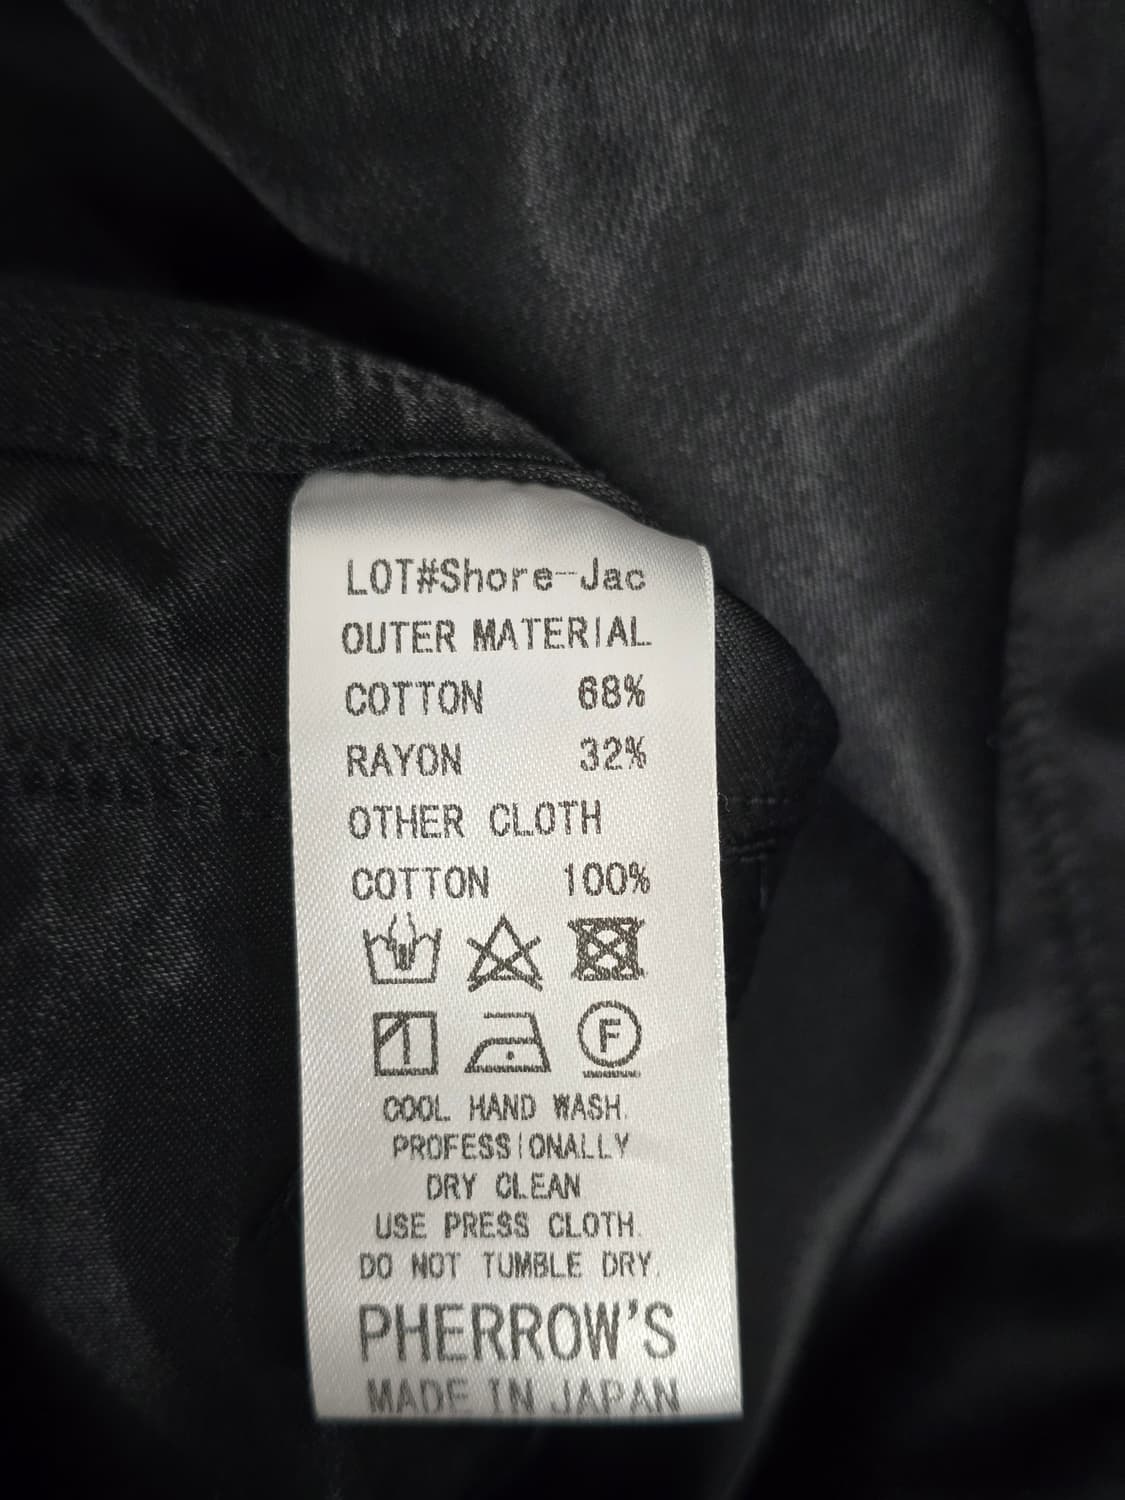 LOT#Shore-Jac
OUTER MATERIAL
COTTON 68%
RAYON 32%
OTHER CLOTH
COTTON 100%
F
COOL HAND WASH.
PROFESSIONALLY
DRY CLEAN
USE PRESS CLOTH.
DO NOT TUMBLE DRY.
PHERROW'S
MADE IN JAPAN